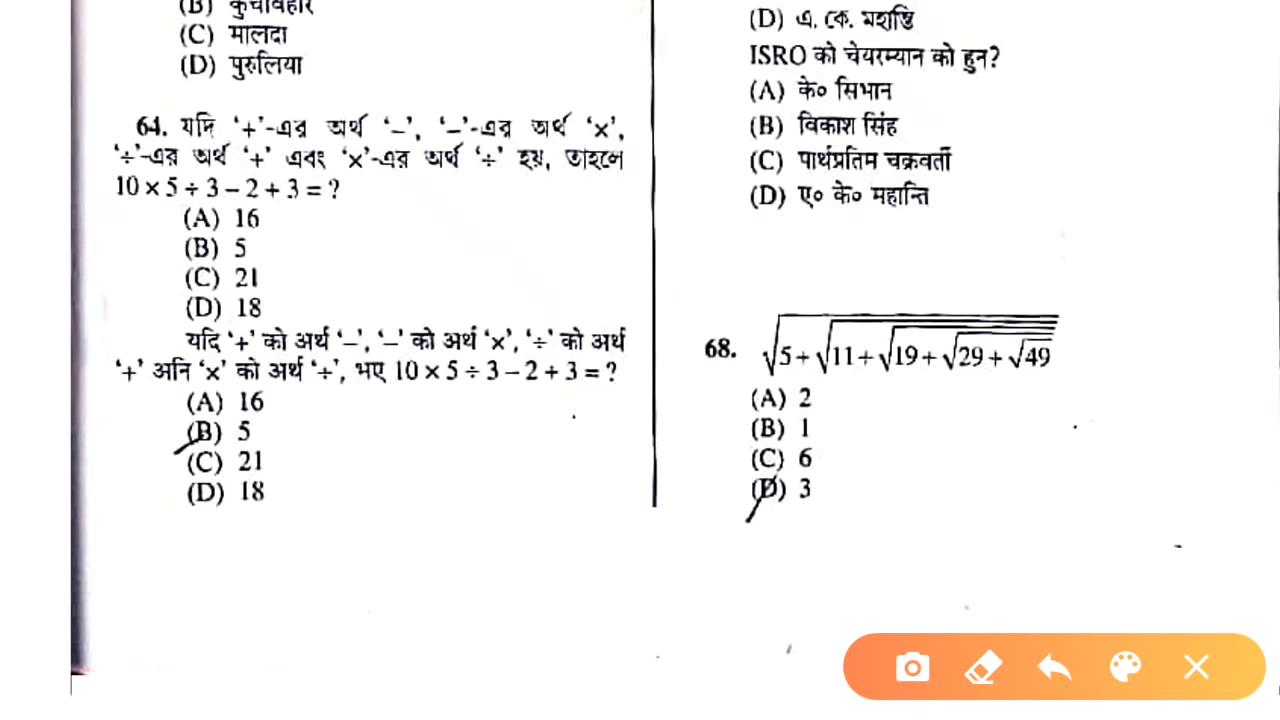 (B) कुचविहार
(C) मालदा
(D) पुरुलिया
64. যদি '+'-এর অর্থ '–', '–'-এর অর্থ '×',
'÷'-এর অর্থ '+' এবং '×'-এর অর্থ '÷' হয়, তাহলে
10 × 5 ÷ 3 – 2 + 3 = ?
(A) 16
(B) 5
(C) 21
(D) 18
यदि '+' को अर्थ '–', '–' को अर्थ '×', '÷' को अर्थ
'+' अनि '×' को अर्थ '÷', भए 10 × 5 ÷ 3 – 2 + 3 = ?
(A) 16
(B) 5
(C) 21
(D) 18
(D) এ. কে.
ISRO को चेयरम्यान को हुन?
(A) के० सिभान
(B) विकाश सिंह
(C) पार्थप्रतिम चक्रवर्ती
(D) ए० के० महान्ति
68. √5 + √11 + √19 + √29 + √49
(A) 2
(B) 1
(C) 6
(D) 3